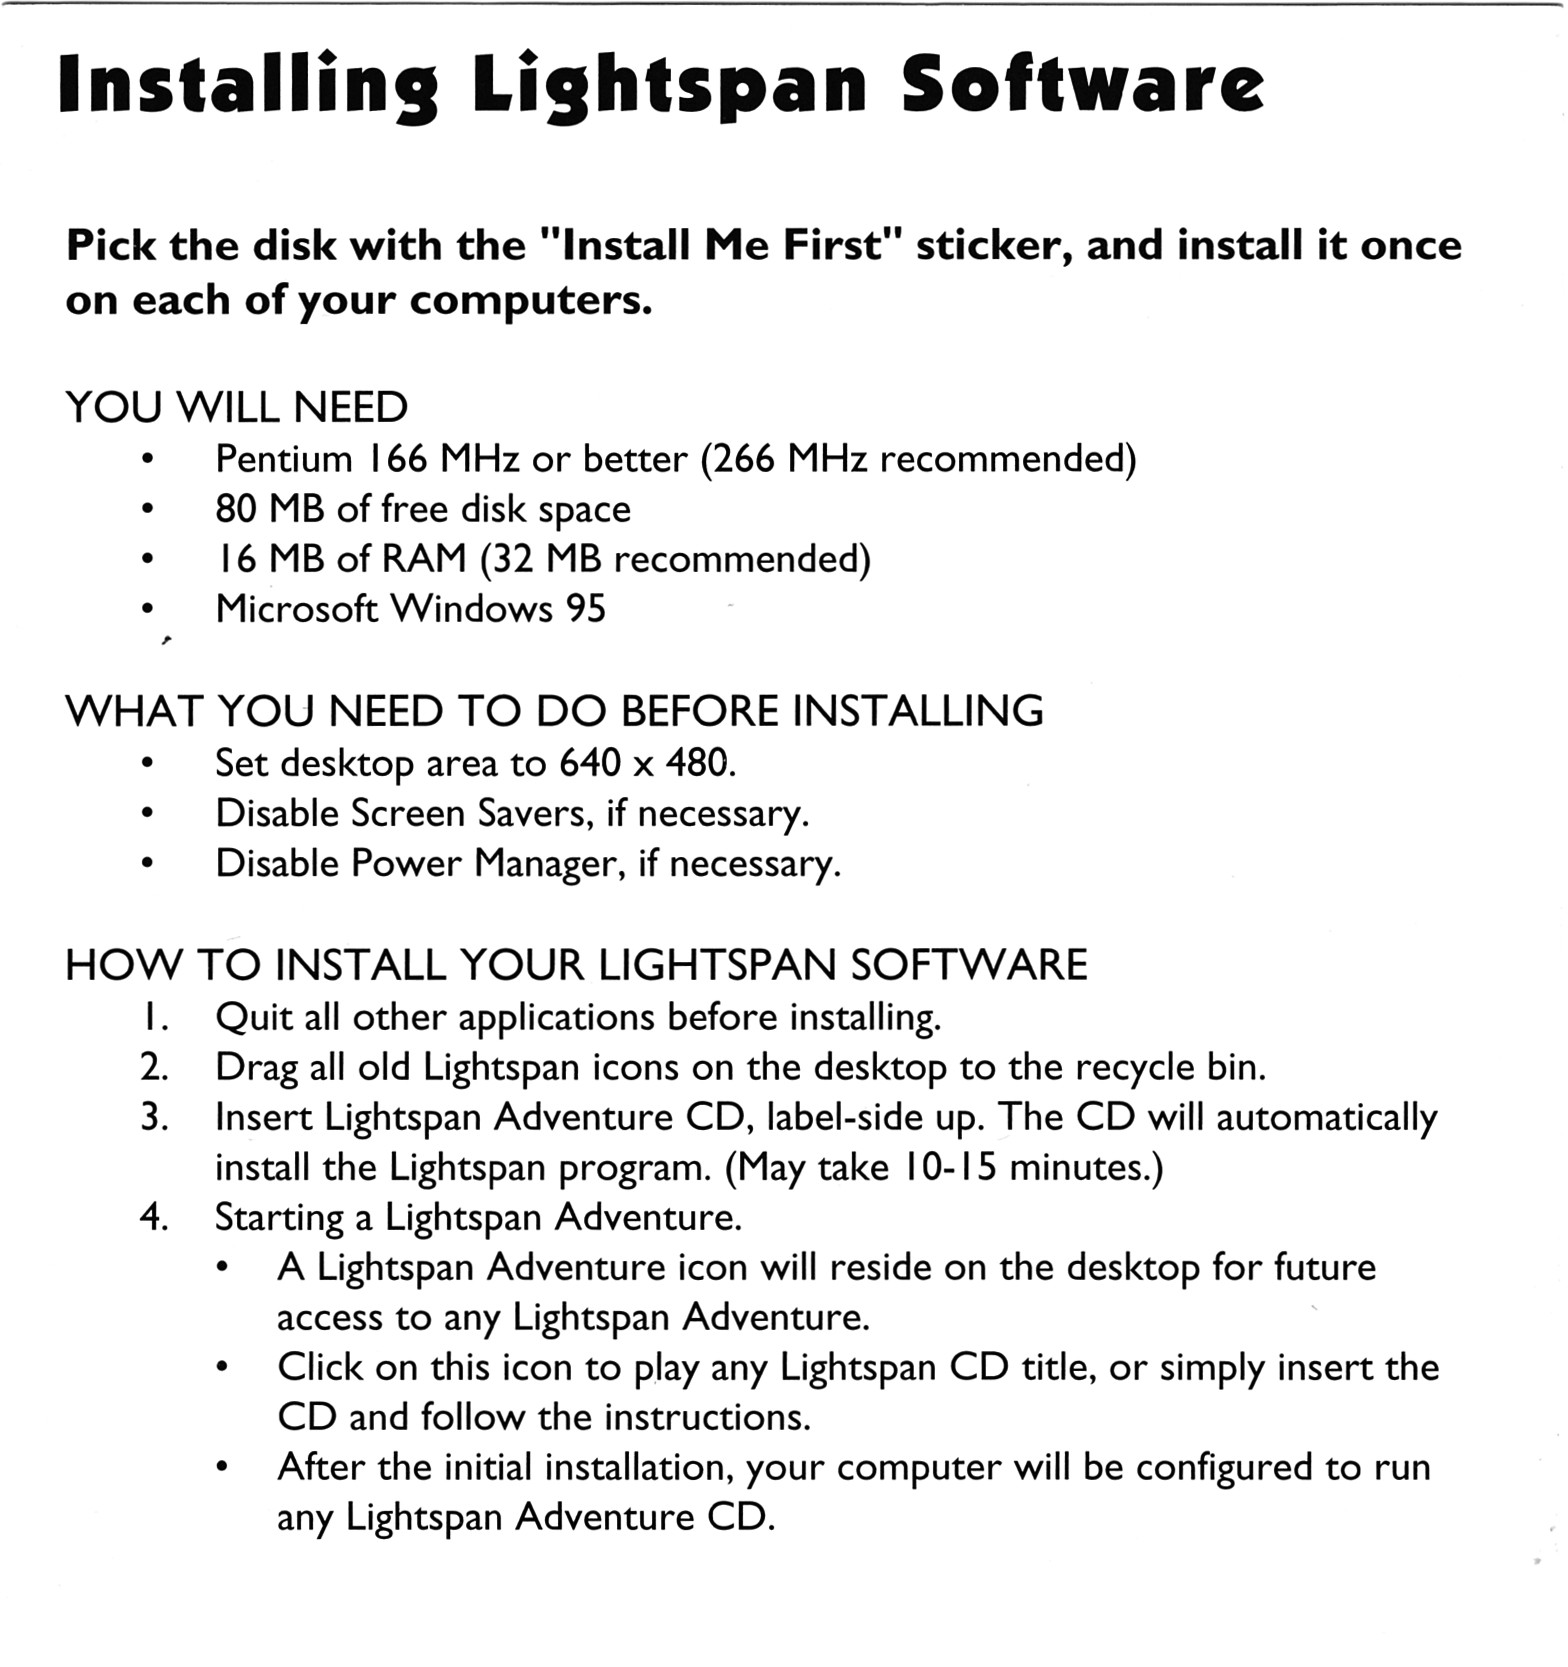 Installing Lightspan Software
Pick the disk with the "Install Me First" sticker, and install it once
on each of your computers.
YOU WILL NEED
• Pentium 166 MHz or better (266 MHz recommended)
• 80 MB of free disk space
• 16 MB of RAM (32 MB recommended)
• Microsoft Windows 95
WHAT YOU NEED TO DO BEFORE INSTALLING
• Set desktop area to 640 x 480.
• Disable Screen Savers, if necessary.
• Disable Power Manager, if necessary.
HOW TO INSTALL YOUR LIGHTSPAN SOFTWARE
1. Quit all other applications before installing.
2. Drag all old Lightspan icons on the desktop to the recycle bin.
3. Insert Lightspan Adventure CD, label-side up. The CD will automatically
install the Lightspan program. (May take 10-15 minutes.)
4. Starting a Lightspan Adventure.
• A Lightspan Adventure icon will reside on the desktop for future
access to any Lightspan Adventure.
• Click on this icon to play any Lightspan CD title, or simply insert the
CD and follow the instructions.
• After the initial installation, your computer will be configured to run
any Lightspan Adventure CD.